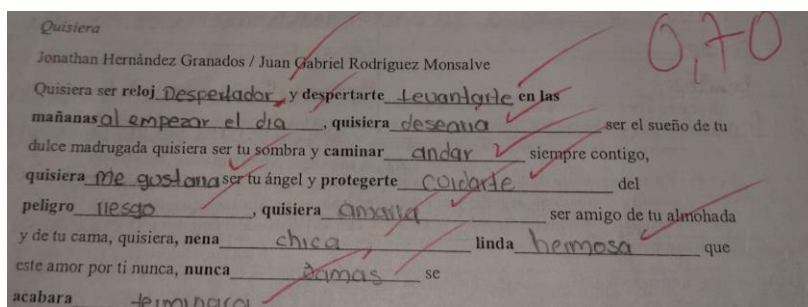 Quisiera
0,70
Jonathan Hernández Granados / Juan Gabriel Rodríguez Monsalve
Quisiera ser reloj Despertador y despertarte Levantarte en las
mañanas al empezar el dia, quisiera desearia ser el sueño de tu
dulce madrugada quisiera ser tu sombra y caminar andar siempre contigo,
quisiera me gustaria ser tu ángel y protegerte cuidarte del
peligro riesgo, quisiera amaria ser amigo de tu almohada
y de tu cama, quisiera, nena chica linda hermosa que
este amor por ti nunca, nunca Jamas se
acabara terminara